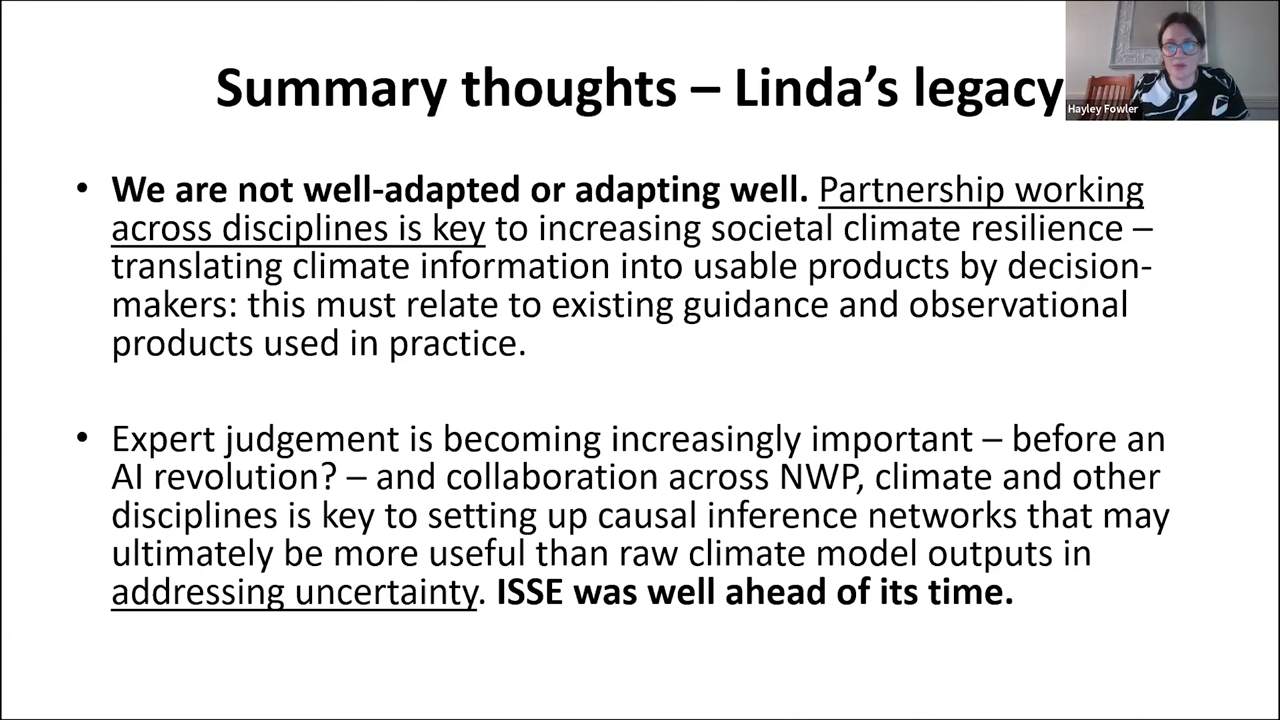 Summary thoughts – Linda’s legacy
Hayley Fowler
• We are not well-adapted or adapting well. Partnership working
across disciplines is key to increasing societal climate resilience –
translating climate information into usable products by decision-
makers: this must relate to existing guidance and observational
products used in practice.
• Expert judgement is becoming increasingly important – before an
AI revolution? – and collaboration across NWP, climate and other
disciplines is key to setting up causal inference networks that may
ultimately be more useful than raw climate model outputs in
addressing uncertainty. ISSE was well ahead of its time.